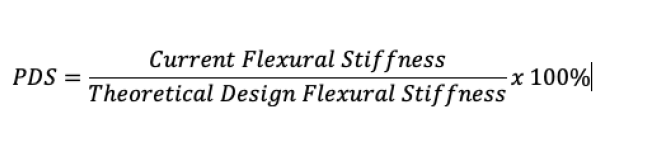 PDS = Current Flexural Stiffness / Theoretical Design Flexural Stiffness x 100%